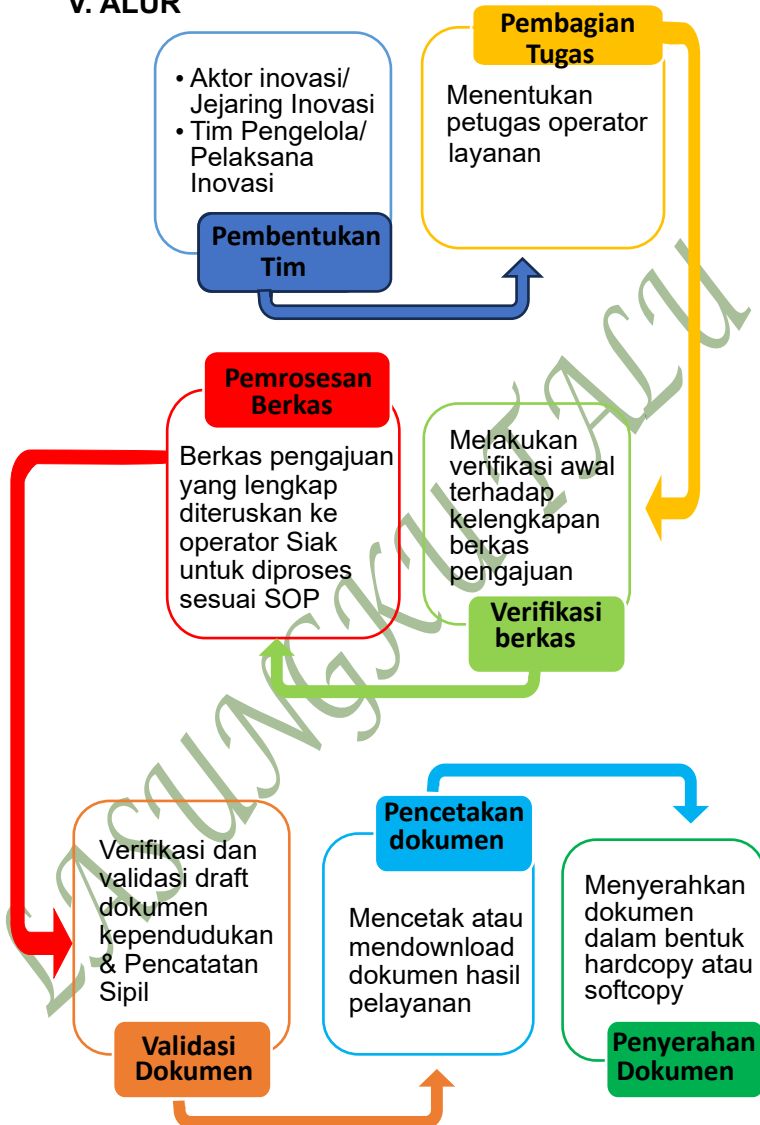 V. ALUR
• Aktor inovasi/
Jejaring Inovasi
• Tim Pengelola/
Pelaksana
Inovasi
Pembentukan
Tim
Pembagian
Tugas
Menentukan
petugas operator
layanan
Melakukan
verifikasi awal
terhadap
kelengkapan
berkas
pengajuan
Verifikasi
berkas
Pemrosesan
Berkas
Berkas pengajuan
yang lengkap
diteruskan ke
operator Siak
untuk diproses
sesuai SOP
Verifikasi dan
validasi draft
dokumen
kependudukan
& Pencatatan
Sipil
Validasi
Dokumen
Pencetakan
dokumen
Mencetak atau
mendownload
dokumen hasil
pelayanan
Menyerahkan
dokumen
dalam bentuk
hardcopy atau
softcopy
Penyerahan
Dokumen
LASUNGKU TALU